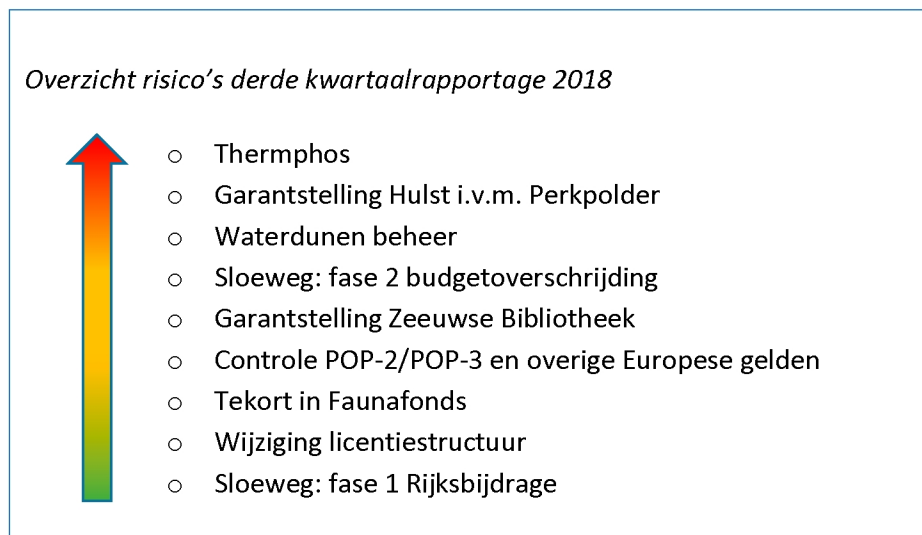 Overzicht risico's derde kwartaalrapportage 2018
o Thermphos
o Garantstelling Hulst i.v.m. Perkpolder
o Waterdunen beheer
o Sloeweg: fase 2 budgetoverschrijding
o Garantstelling Zeeuwse Bibliotheek
o Controle POP-2/POP-3 en overige Europese gelden
o Tekort in Faunafonds
o Wijziging licentiestructuur
o Sloeweg: fase 1 Rijksbijdrage